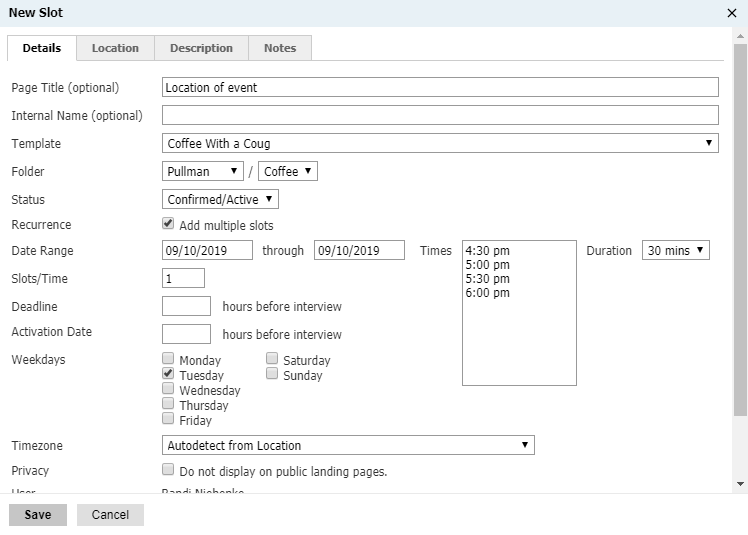 New Slot
Details Location Description Notes
Page Title (optional) Location of event
Internal Name (optional)
Template Coffee With a Coug
Folder Pullman / Coffee
Status Confirmed/Active
Recurrence Add multiple slots
Date Range 09/10/2019 through 09/10/2019 Times 4:30 pm Duration 30 mins
5:00 pm
Slots/Time 1 5:30 pm
6:00 pm
Deadline hours before interview
Activation Date hours before interview
Weekdays Monday Saturday
Tuesday Sunday
Wednesday
Thursday
Friday
Timezone Autodetect from Location
Privacy Do not display on public landing pages.
User
Save Cancel